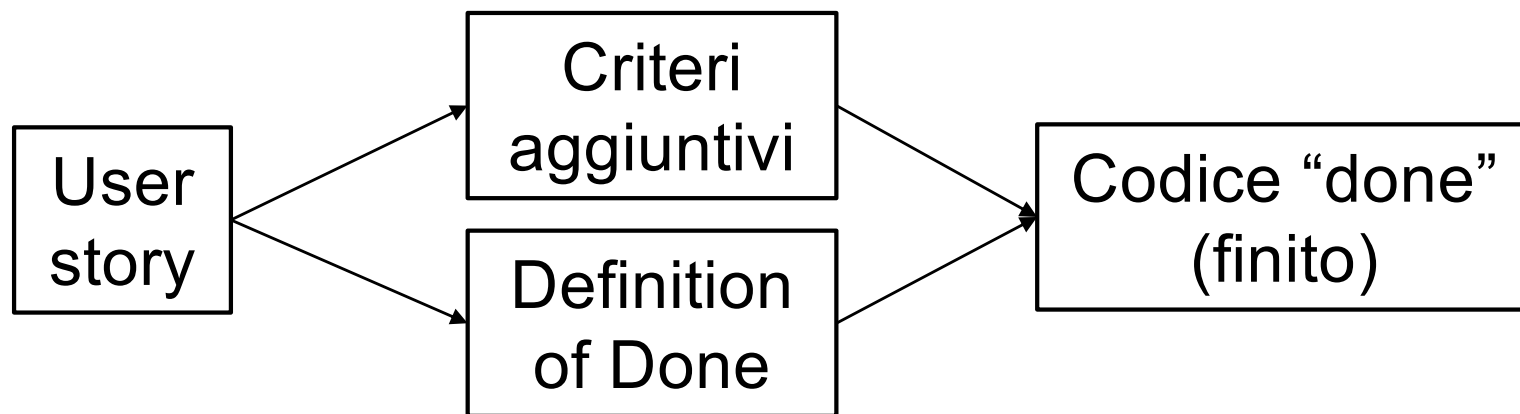 User
story
Criteri
aggiuntivi
Definition
of Done
Codice “done”
(finito)